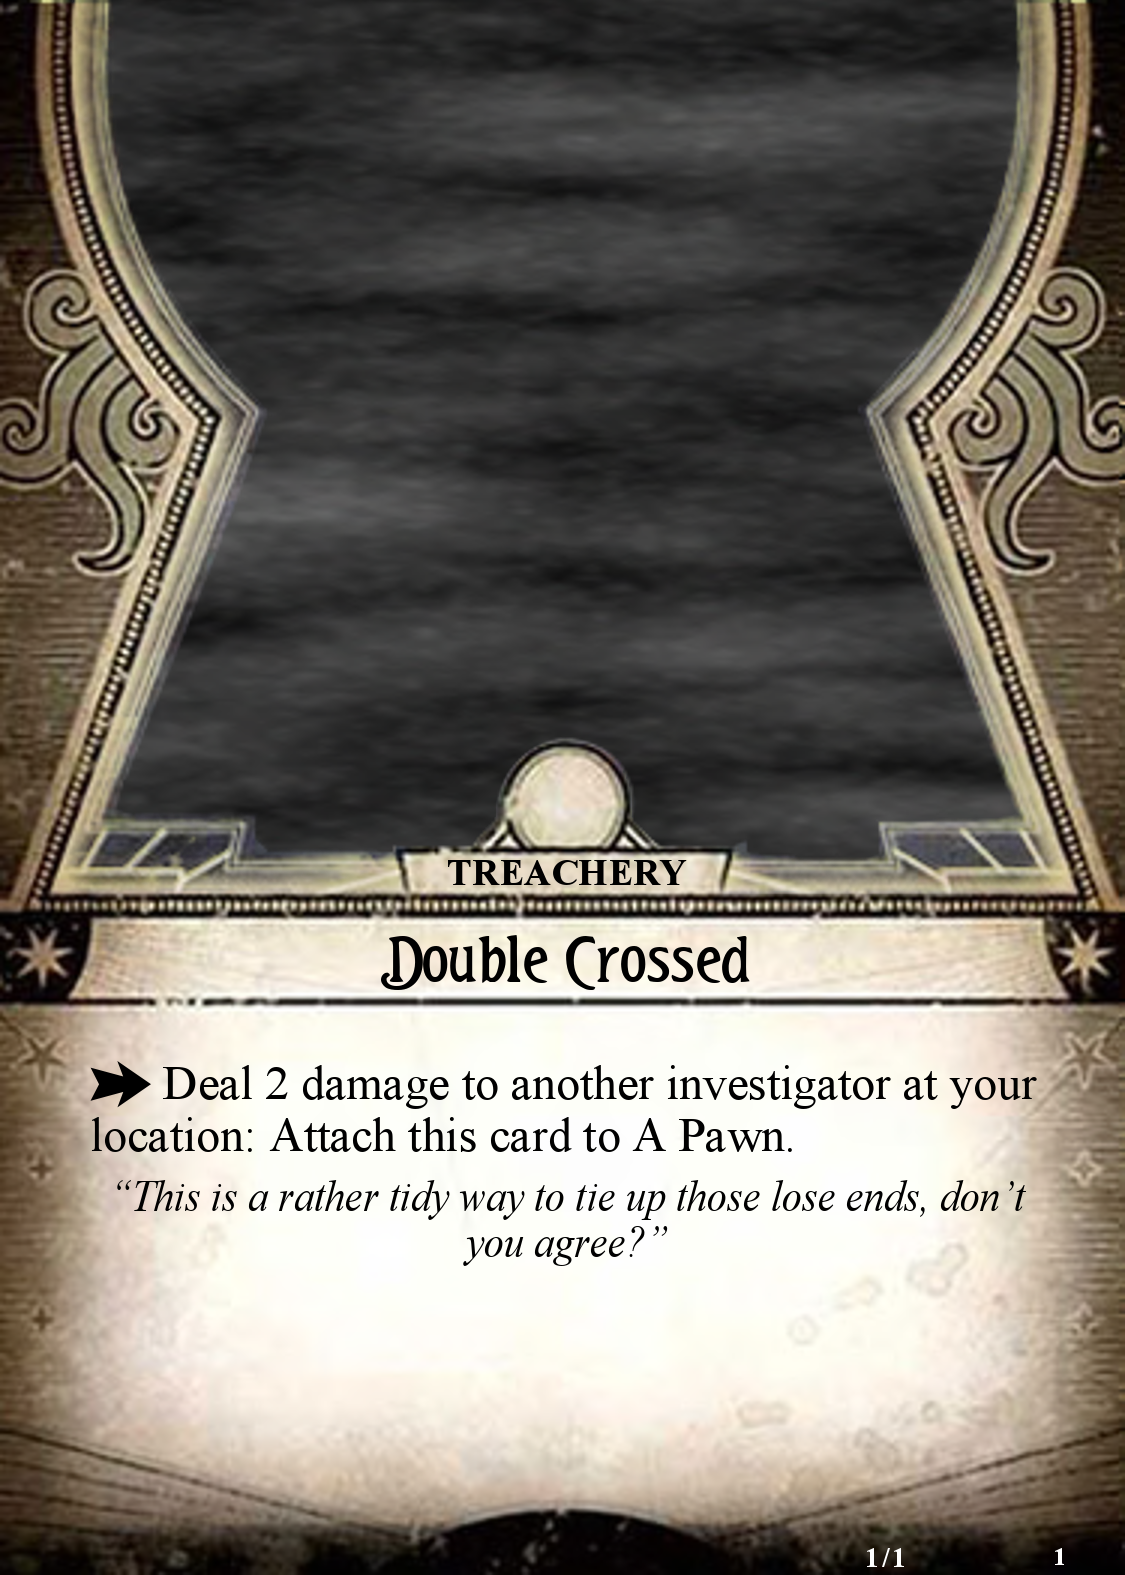 TREACHERY
Double Crossed
Deal 2 damage to another investigator at your
location: Attach this card to A Pawn.
“This is a rather tidy way to tie up those lose ends, don’t
you agree?”
1/1 1